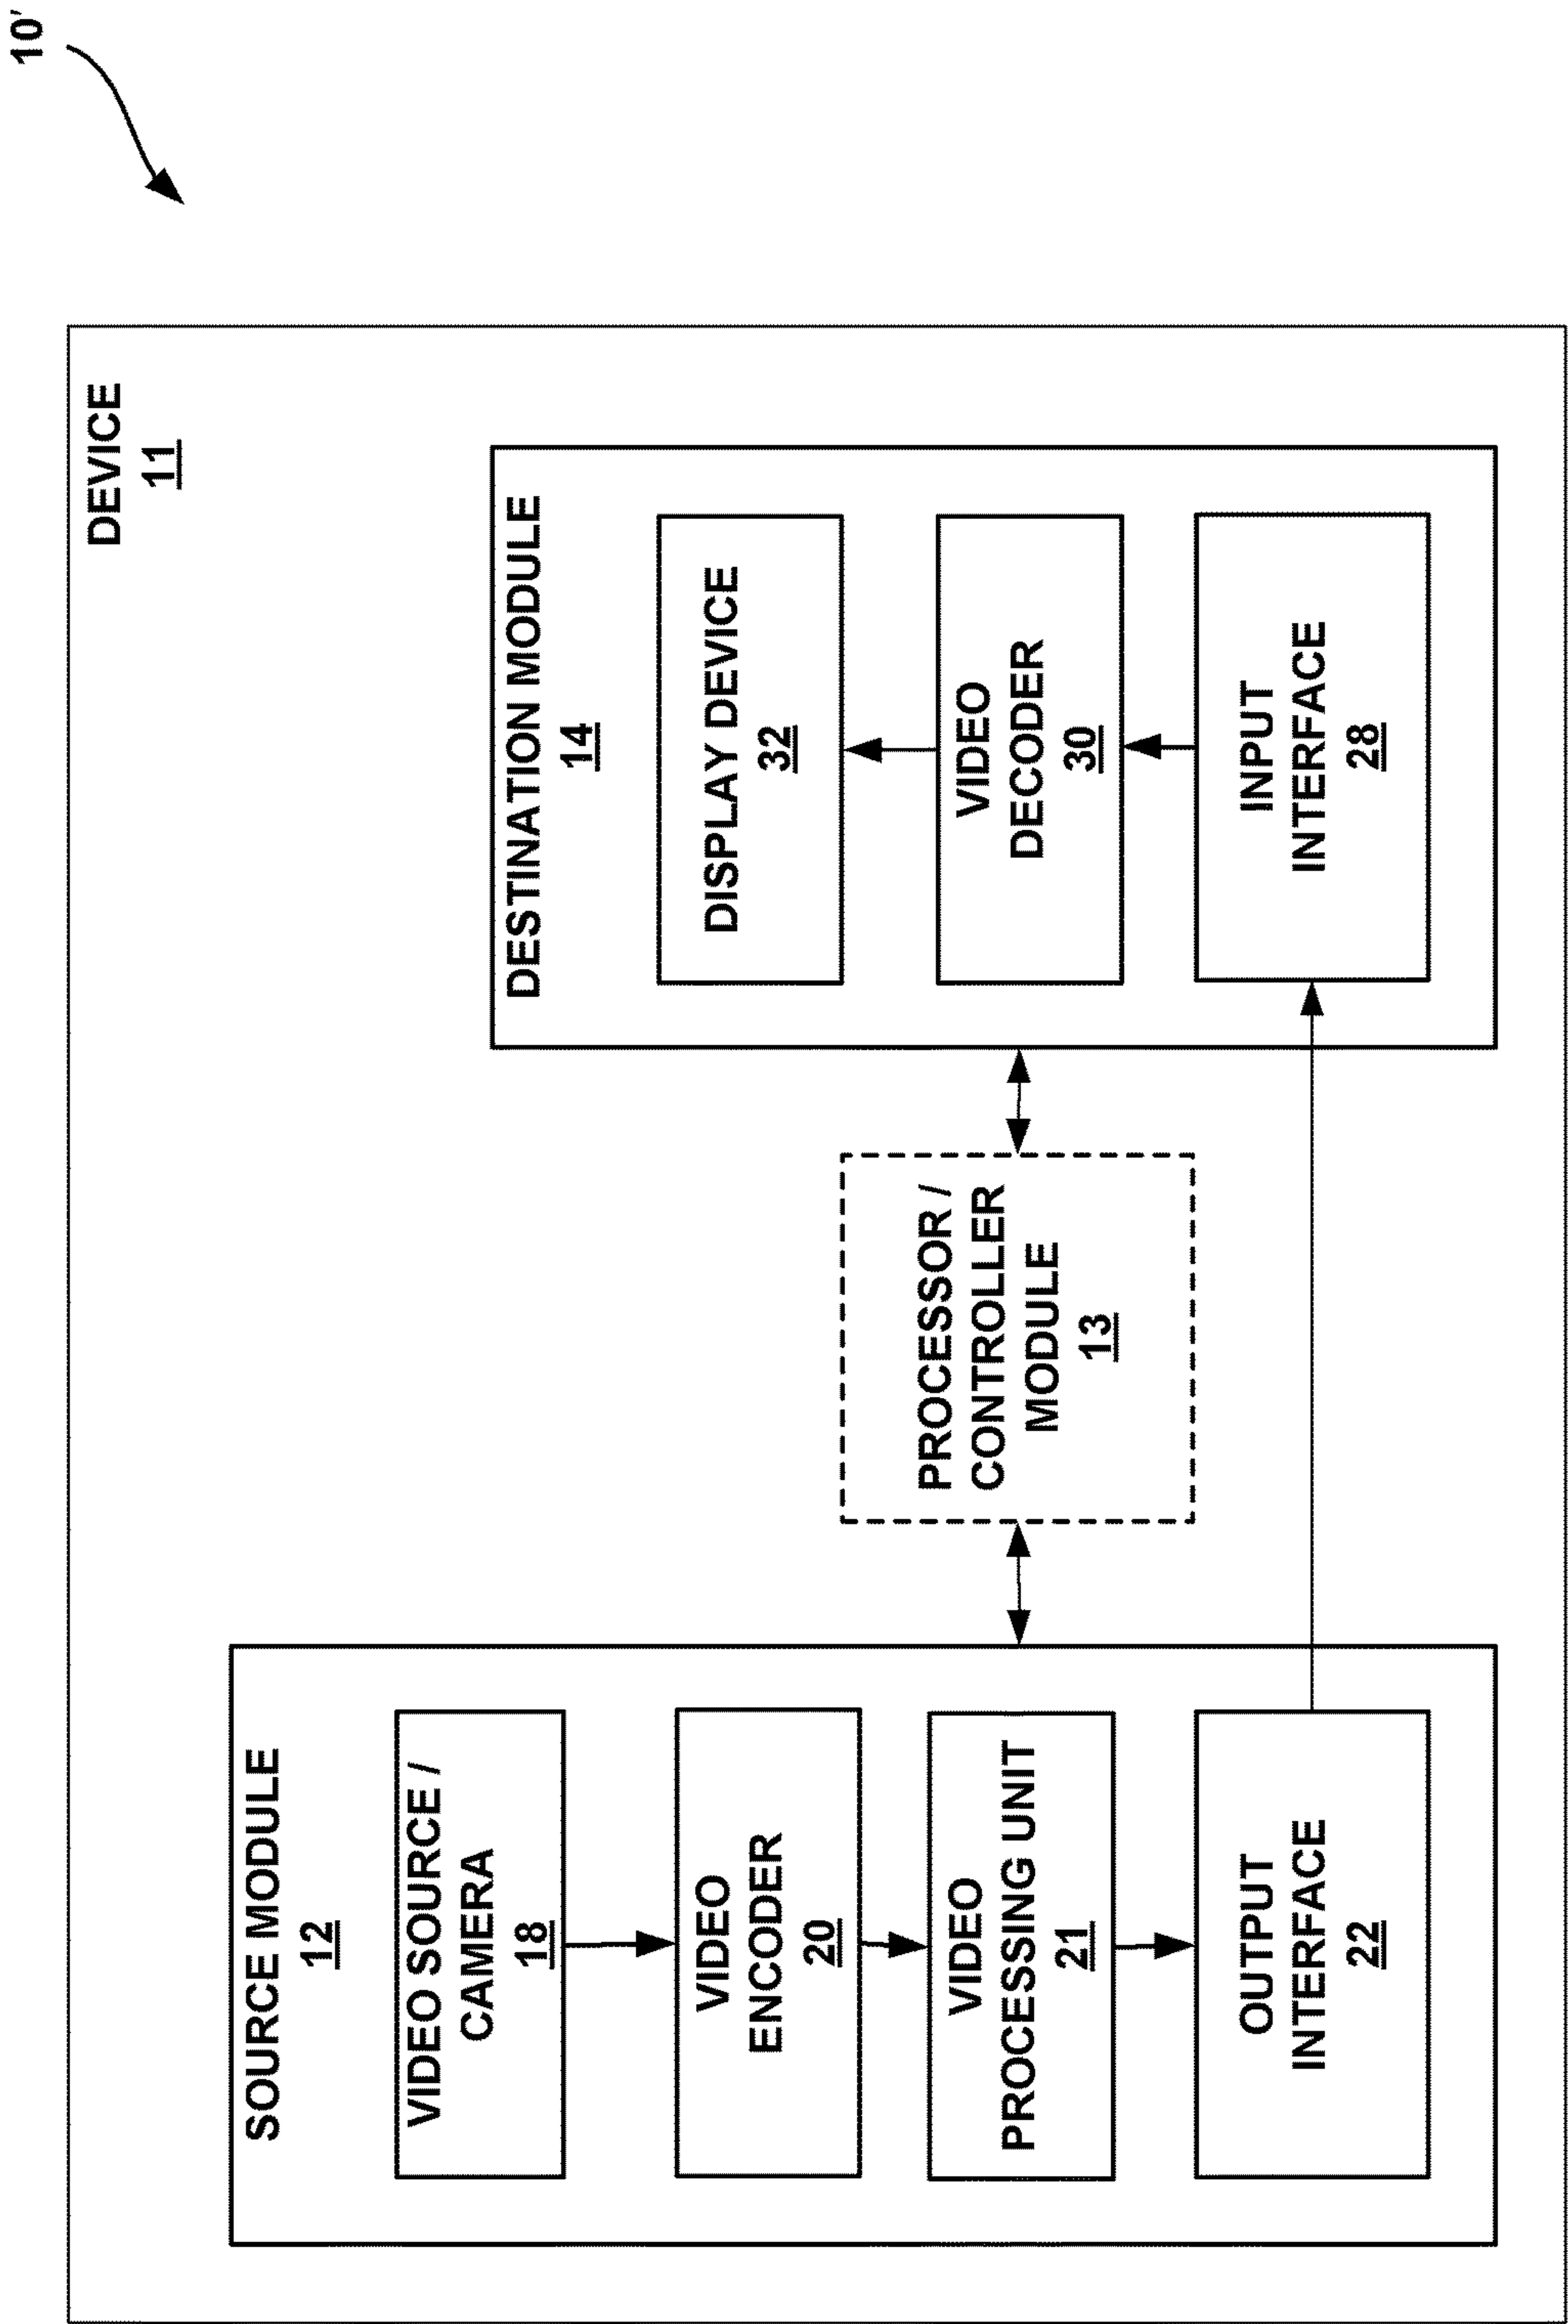 10'
DEVICE
11
SOURCE MODULE
12
VIDEO SOURCE /
CAMERA
18
VIDEO
ENCODER
20
VIDEO
PROCESSING UNIT
21
OUTPUT
INTERFACE
22
PROCESSOR /
CONTROLLER
MODULE
13
DESTINATION MODULE
14
DISPLAY DEVICE
32
VIDEO
DECODER
30
INPUT
INTERFACE
28